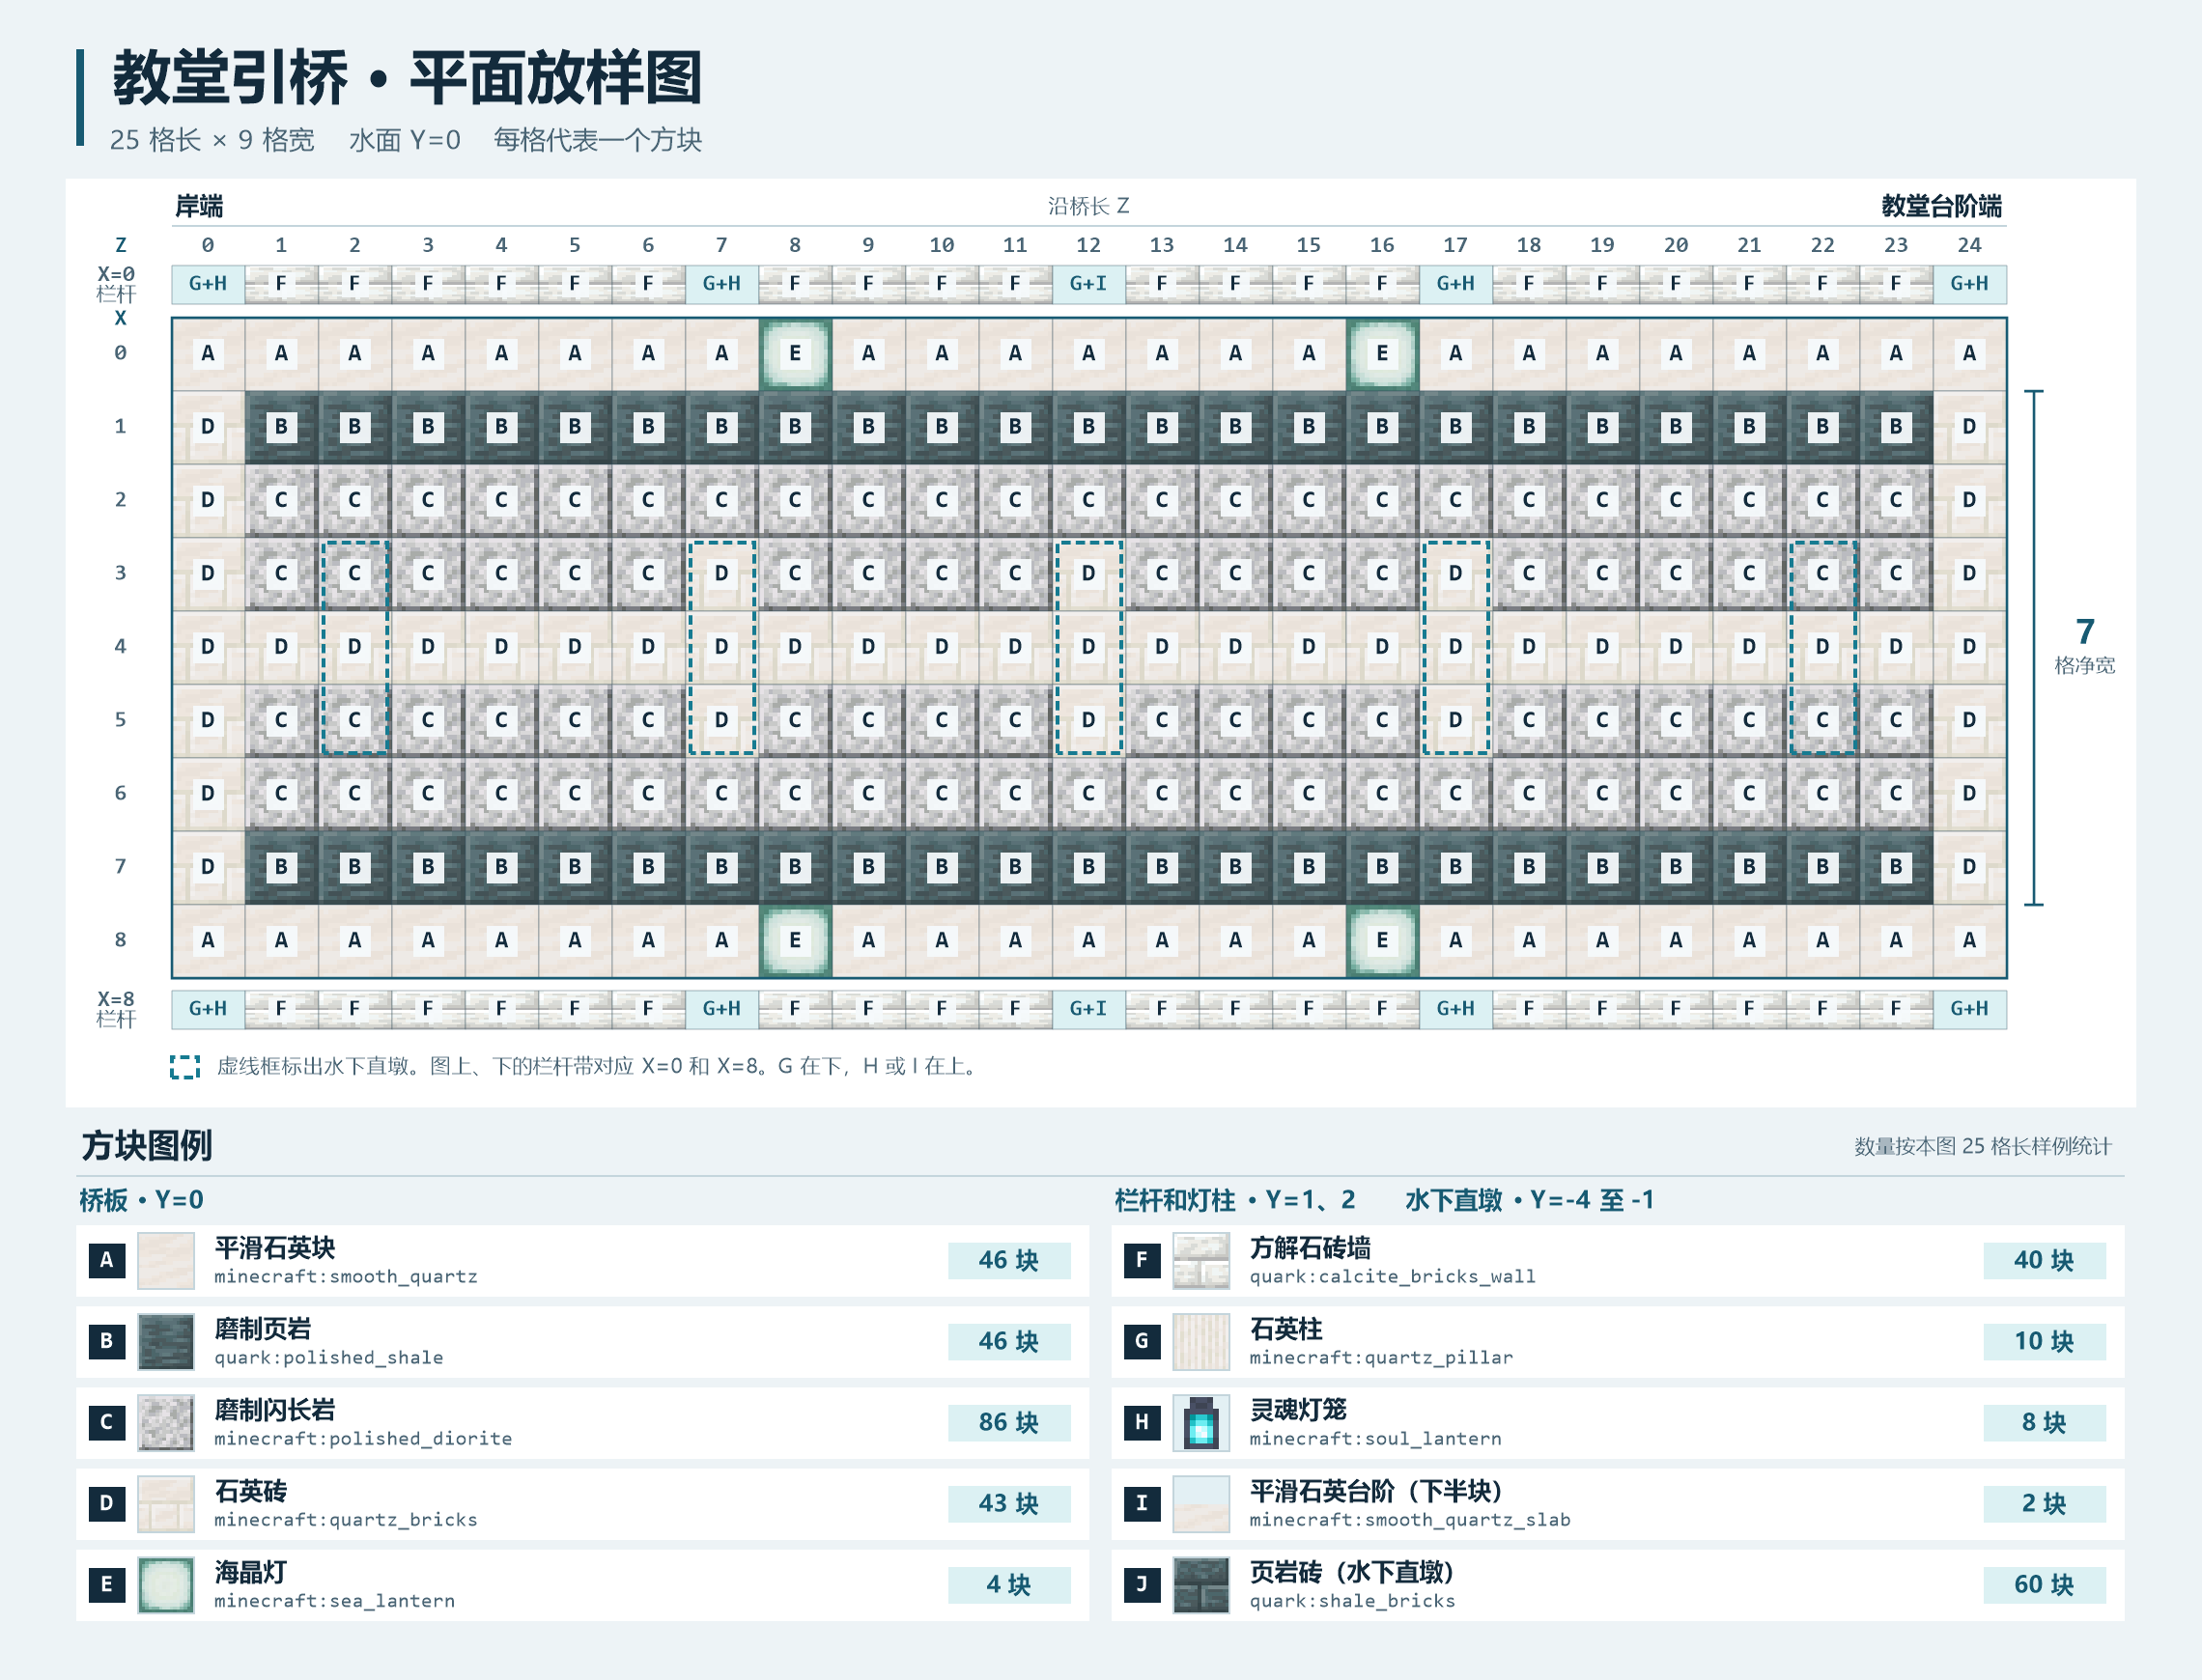 教堂引桥 · 平面放样图
25 格长 × 9 格宽 水面 Y=0 每格代表一个方块
岸端 沿桥长 Z 教堂台阶端
Z 0 1 2 3 4 5 6 7 8 9 10 11 12 13 14 15 16 17 18 19 20 21 22 23 24
X=0 栏杆 G+H F F F F F F G+H F F F F G+I F F F F G+H F F F F F F G+H
X
0 A A A A A A A A E A A A A A A A E A A A A A A A A
1 D B B B B B B B B B B B B B B B B B B B B B B B D
2 D C C C C C C C C C C C C C C C C C C C C C C C D
3 D C C C C C C D C C C C D C C C C D C C C C C C D
4 D D D D D D D D D D D D D D D D D D D D D D D D D
5 D C C C C C C D C C C C D C C C C D C C C C C C D
6 D C C C C C C C C C C C C C C C C C C C C C C C D
7 D B B B B B B B B B B B B B B B B B B B B B B B D
8 A A A A A A A A E A A A A A A A E A A A A A A A A
7
格净宽
X=8 栏杆 G+H F F F F F F G+H F F F F G+I F F F F G+H F F F F F F G+H
虚线框标出水下直墩。图上、下的栏杆带对应 X=0 和 X=8。G 在下，H 或 I 在上。
方块图例 数量按本图 25 格长样例统计
桥板 · Y=0
A 平滑石英块 46 块
minecraft:smooth_quartz
B 磨制页岩 46 块
quark:polished_shale
C 磨制闪长岩 86 块
minecraft:polished_diorite
D 石英砖 43 块
minecraft:quartz_bricks
E 海晶灯 4 块
minecraft:sea_lantern
栏杆和灯柱 · Y=1、2 水下直墩 · Y=-4 至 -1
F 方解石砖墙 40 块
quark:calcite_bricks_wall
G 石英柱 10 块
minecraft:quartz_pillar
H 灵魂灯笼 8 块
minecraft:soul_lantern
I 平滑石英台阶（下半块） 2 块
minecraft:smooth_quartz_slab
J 页岩砖（水下直墩） 60 块
quark:shale_bricks